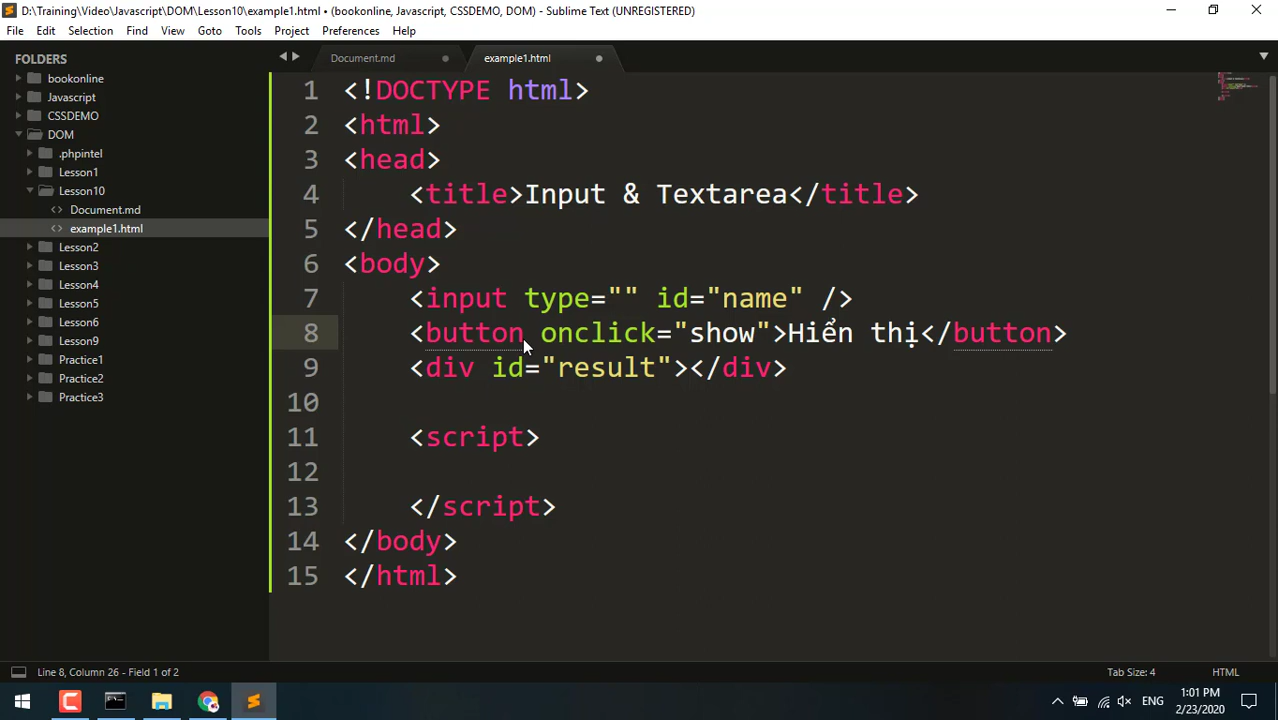 D:\Training\Video\Javascript\DOM\Lesson10\example1.html • (bookonline, Javascript, CSSDEMO, DOM) - Sublime Text (UNREGISTERED)
File Edit Selection Find View Goto Tools Project Preferences Help
FOLDERS
bookonline
Javascript
CSSDEMO
DOM
.phpintel
Lesson1
Lesson10
Document.md
example1.html
Lesson2
Lesson3
Lesson4
Lesson5
Lesson6
Lesson9
Practice1
Practice2
Practice3
Document.md example1.html
1 <!DOCTYPE html>
2 <html>
3 <head>
4 <title>Input & Textarea</title>
5 </head>
6 <body>
7 <input type="" id="name" />
8 <button onclick="show">Hiển thị</button>
9 <div id="result"></div>
10
11 <script>
12
13 </script>
14 </body>
15 </html>
Line 8, Column 26 - Field 1 of 2 Tab Size: 4 HTML
ENG
1:01 PM
2/23/2020